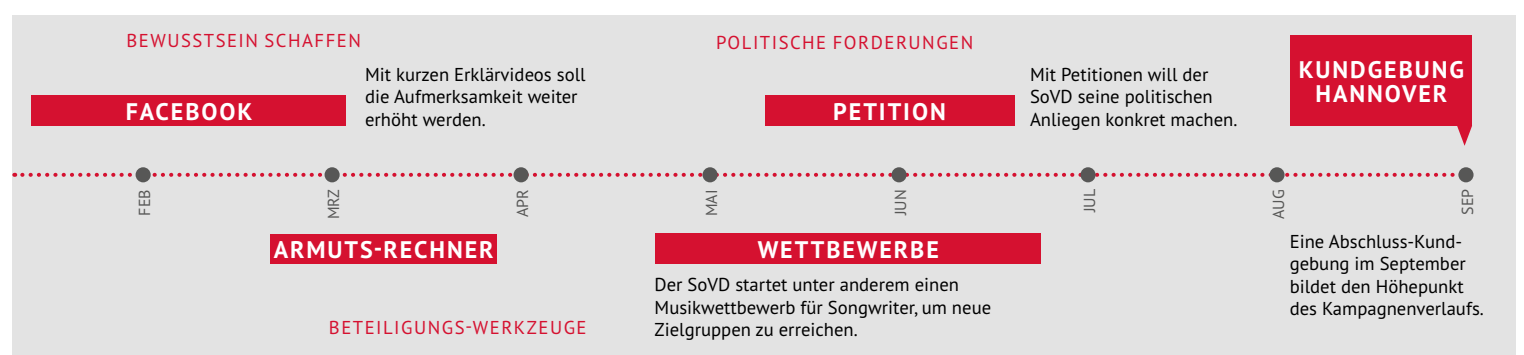 BEWUSSTSEIN SCHAFFEN
FACEBOOK
Mit kurzen Erklärvideos soll
die Aufmerksamkeit weiter
erhöht werden.
POLITISCHE FORDERUNGEN
PETITION
Mit Petitionen will der
SoVD seine politischen
Anliegen konkret machen.
KUNDGEBUNG
HANNOVER
FEB
MRZ
APR
MAI
JUN
JUL
AUG
SEP
ARMUTS-RECHNER
BETEILIGUNGS-WERKZEUGE
WETTBEWERBE
Der SoVD startet unter anderem einen
Musikwettbewerb für Songwriter, um neue
Zielgruppen zu erreichen.
Eine Abschluss-Kund-
gebung im September
bildet den Höhepunkt
des Kampagnenverlaufs.